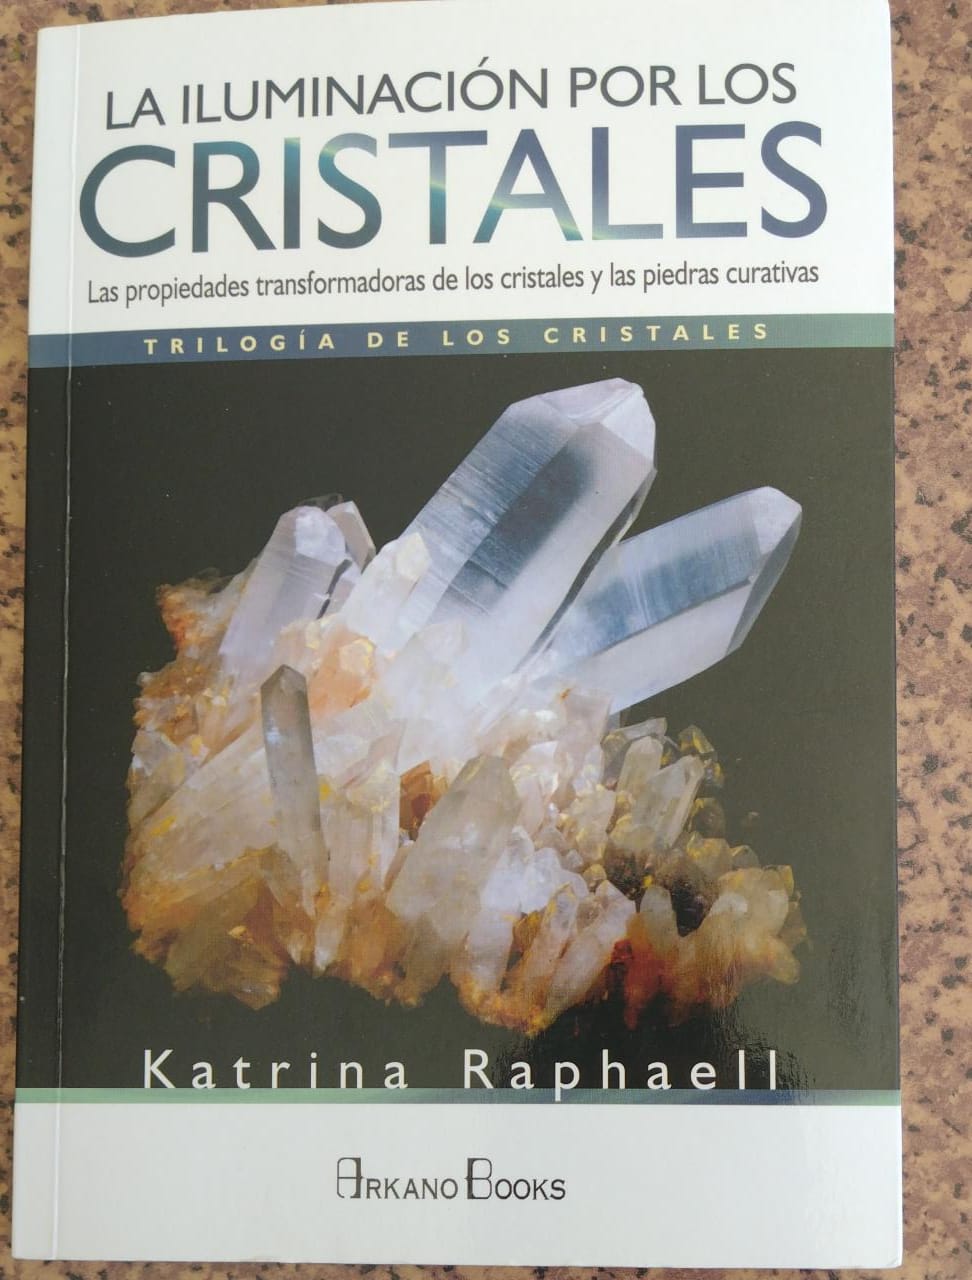 LA ILUMINACIÓN POR LOS
CRISTALES
Las propiedades transformadoras de los cristales y las piedras curativas
TRILOGÍA DE LOS CRISTALES
Katrina Raphaell
ARKANO BOOKS